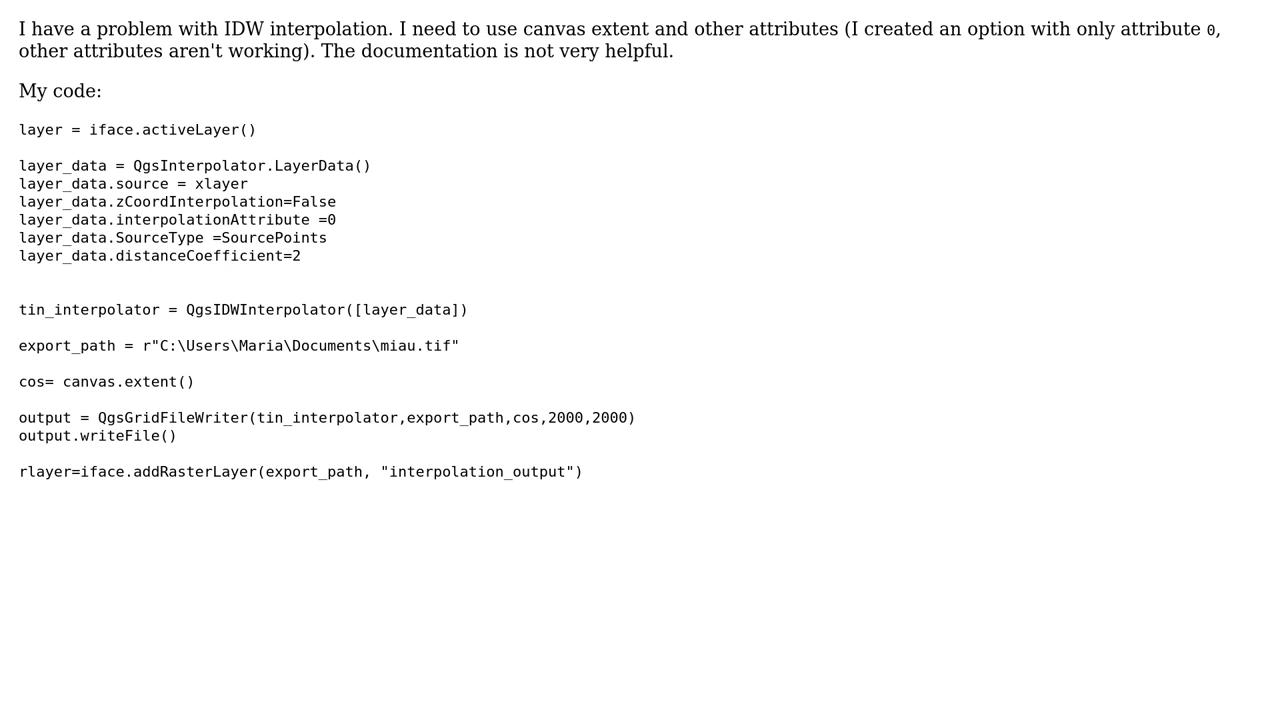 I have a problem with IDW interpolation. I need to use canvas extent and other attributes (I created an option with only attribute 0,
other attributes aren't working). The documentation is not very helpful.
My code:
layer = iface.activeLayer()
layer_data = QgsInterpolator.LayerData()
layer_data.source = xlayer
layer_data.zCoordInterpolation=False
layer_data.interpolationAttribute =0
layer_data.SourceType =SourcePoints
layer_data.distanceCoefficient=2
tin_interpolator = QgsIDWInterpolator([layer_data])
export_path = r"C:\Users\Maria\Documents\miau.tif"
cos= canvas.extent()
output = QgsGridFileWriter(tin_interpolator,export_path,cos,2000,2000)
output.writeFile()
rlayer=iface.addRasterLayer(export_path, "interpolation_output")